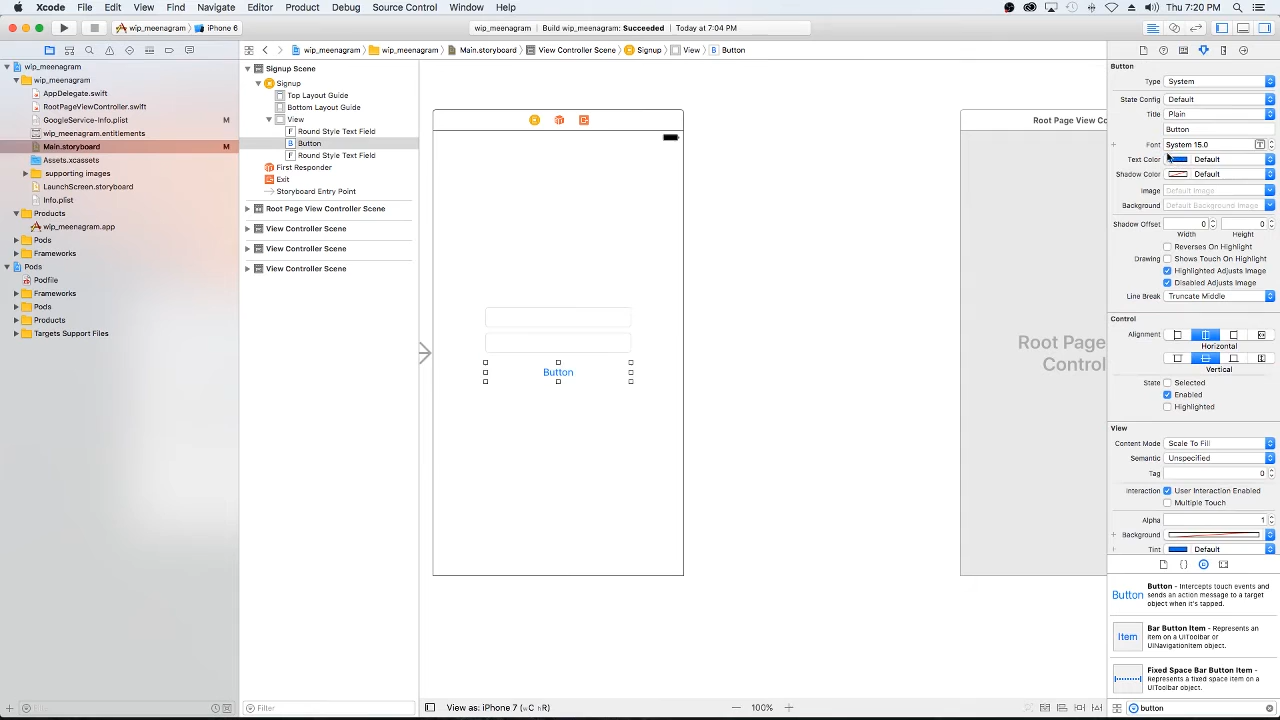 Xcode File Edit View Find Navigate Editor Product Debug Source Control Window Help
Thu 7:20 PM
wip_meenagram iPhone 6
wip_meenagram | Build wip_meenagram: Succeeded | Today at 7:04 PM
wip_meenagram
wip_meenagram
AppDelegate.swift
RootPageViewController.swift
GoogleService-Info.plist M
wip_meenagram.entitlements
Main.storyboard M
Assets.xcassets
supporting images
LaunchScreen.storyboard
Info.plist
Products
wip_meenagram.app
Pods
Frameworks
Pods
Podfile
Frameworks
Pods
Products
Targets Support Files
Filter
wip_meenagram wip_meenagram Main.storyboard View Controller Scene Signup View B Button
Signup Scene
Signup
Top Layout Guide
Bottom Layout Guide
View
F Round Style Text Field
B Button
F Round Style Text Field
First Responder
Exit
Storyboard Entry Point
Root Page View Controller Scene
View Controller Scene
View Controller Scene
View Controller Scene
Filter
Button
Root Page View Co
Root Page
Control
View as: iPhone 7 (wC hR)
100%
Button
Type System
State Config Default
Title Plain
Button
Font System 15.0
Text Color Default
Shadow Color Default
Image Default Image
Background Default Background Image
Shadow Offset 0 0
Width Height
Reverses On Highlight
Drawing Shows Touch On Highlight
Highlighted Adjusts Image
Disabled Adjusts Image
Line Break Truncate Middle
Control
Alignment
Horizontal
Vertical
State Selected
Enabled
Highlighted
View
Content Mode Scale To Fill
Semantic Unspecified
Tag 0
Interaction User Interaction Enabled
Multiple Touch
Alpha 1
Background
Tint Default
Button
Button - Intercepts touch events and
sends an action message to a target
object when it's tapped.
Item
Bar Button Item - Represents an
item on a UIToolbar or
UINavigationItem object.
Fixed Space Bar Button Item -
Represents a fixed space item on a
UIToolbar object.
button